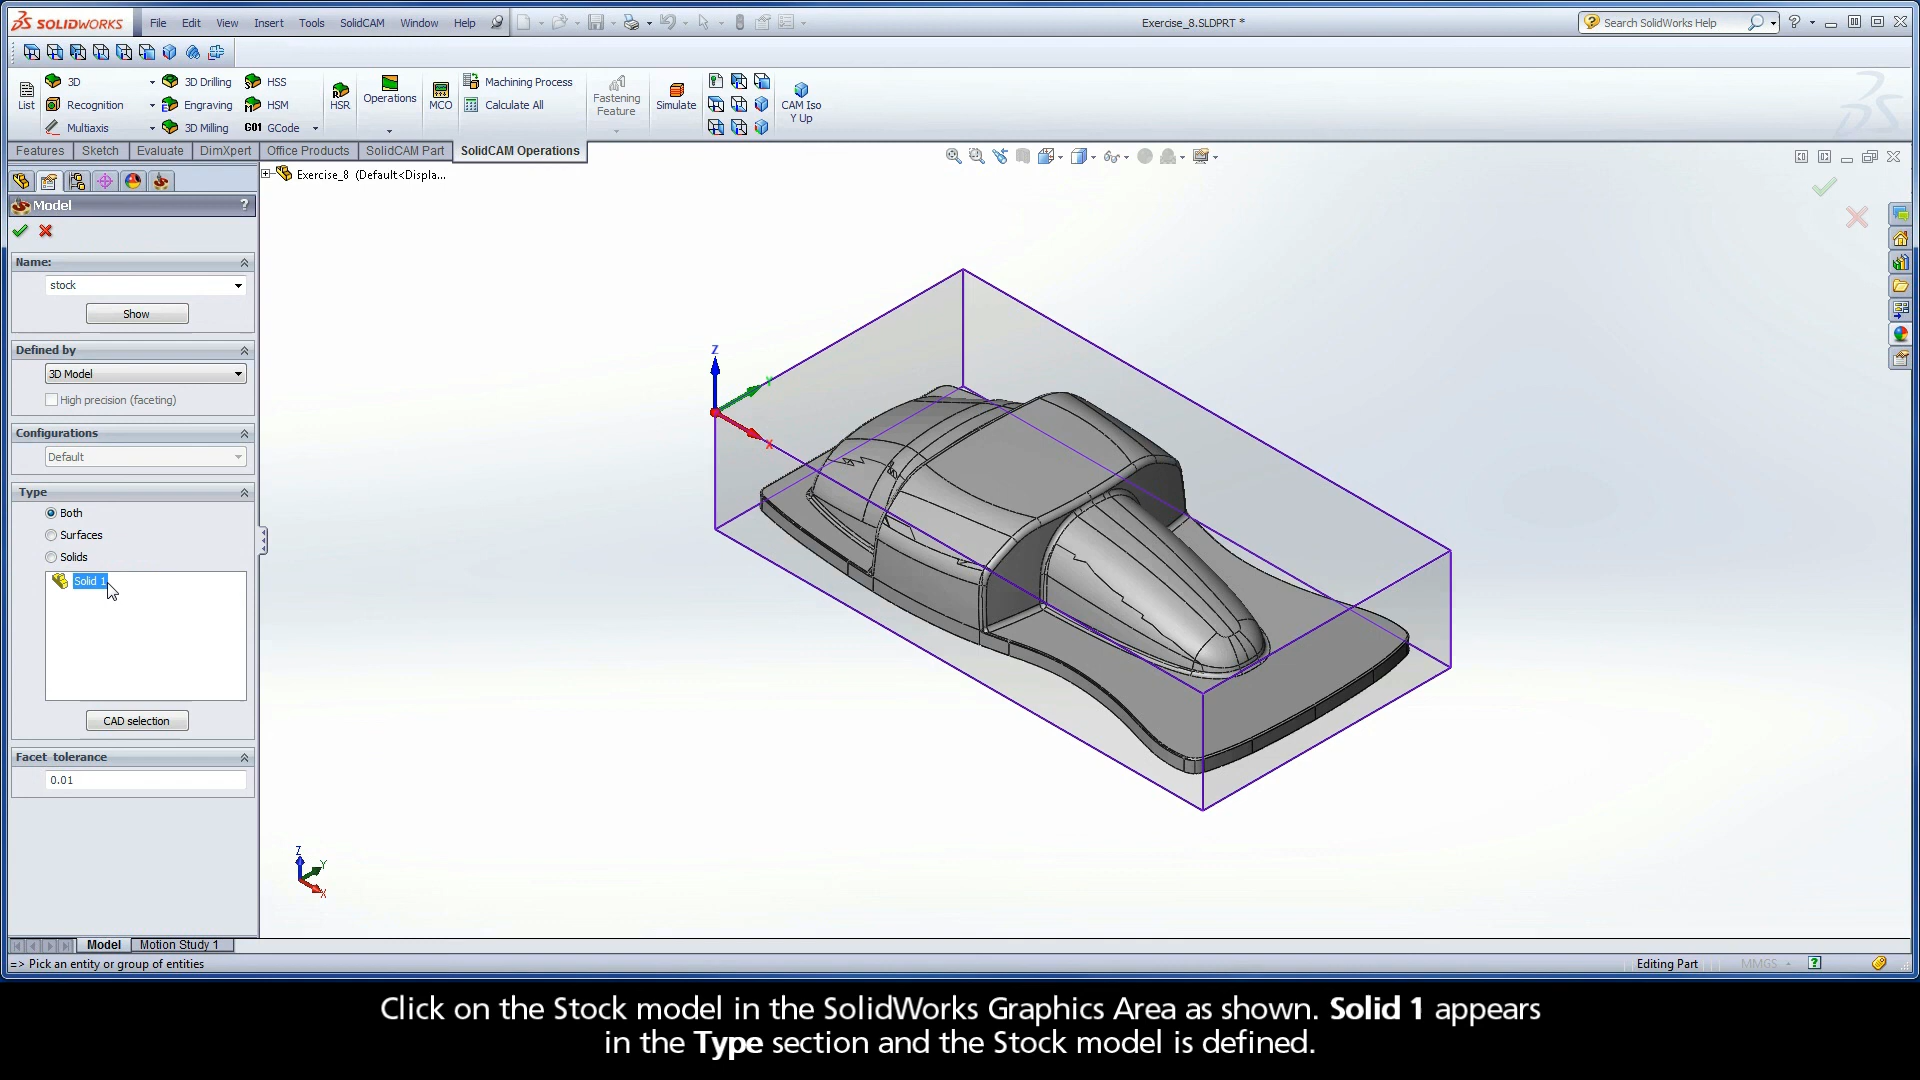 SOLIDWORKS File Edit View Insert Tools SolidCAM Window Help Exercise_8.SLDPRT * Search SolidWorks Help
List 3D Recognition Multiaxis 3D Drilling Engraving 3D Milling HSS HSM G01 GCode HSR Operations MCO Machining Process Calculate All Fastening Feature Simulate CAM Iso Y Up
Features Sketch Evaluate DimXpert Office Products SolidCAM Part SolidCAM Operations
Exercise_8 (Default<Displa...
Model ?
Name:
stock
Show
Defined by
3D Model
High precision (faceting)
Configurations
Default
Type
Both
Surfaces
Solids
Solid 1
CAD selection
Facet tolerance
0.01
Z
Y
X
Z
Y
X
Model Motion Study 1
=> Pick an entity or group of entities Editing Part MMGS
Click on the Stock model in the SolidWorks Graphics Area as shown. Solid 1 appears
in the Type section and the Stock model is defined.